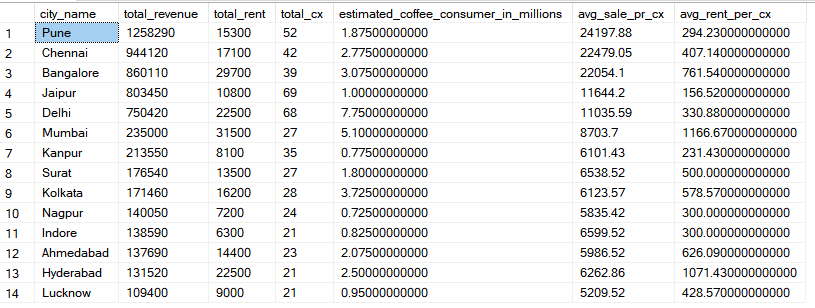 city_name total_revenue total_rent total_cx estimated_coffee_consumer_in_millions avg_sale_pr_cx avg_rent_per_cx
1 Pune 1258290 15300 52 1.87500000000 24197.88 294.230000000000
2 Chennai 944120 17100 42 2.77500000000 22479.05 407.140000000000
3 Bangalore 860110 29700 39 3.07500000000 22054.1 761.540000000000
4 Jaipur 803450 10800 69 1.00000000000 11644.2 156.520000000000
5 Delhi 750420 22500 68 7.75000000000 11035.59 330.880000000000
6 Mumbai 235000 31500 27 5.10000000000 8703.7 1166.670000000000
7 Kanpur 213550 8100 35 0.77500000000 6101.43 231.430000000000
8 Surat 176540 13500 27 1.80000000000 6538.52 500.000000000000
9 Kolkata 171460 16200 28 3.72500000000 6123.57 578.570000000000
10 Nagpur 140050 7200 24 0.72500000000 5835.42 300.000000000000
11 Indore 138590 6300 21 0.82500000000 6599.52 300.000000000000
12 Ahmedabad 137690 14400 23 2.07500000000 5986.52 626.090000000000
13 Hyderabad 131520 22500 21 2.50000000000 6262.86 1071.430000000000
14 Lucknow 109400 9000 21 0.95000000000 5209.52 428.570000000000